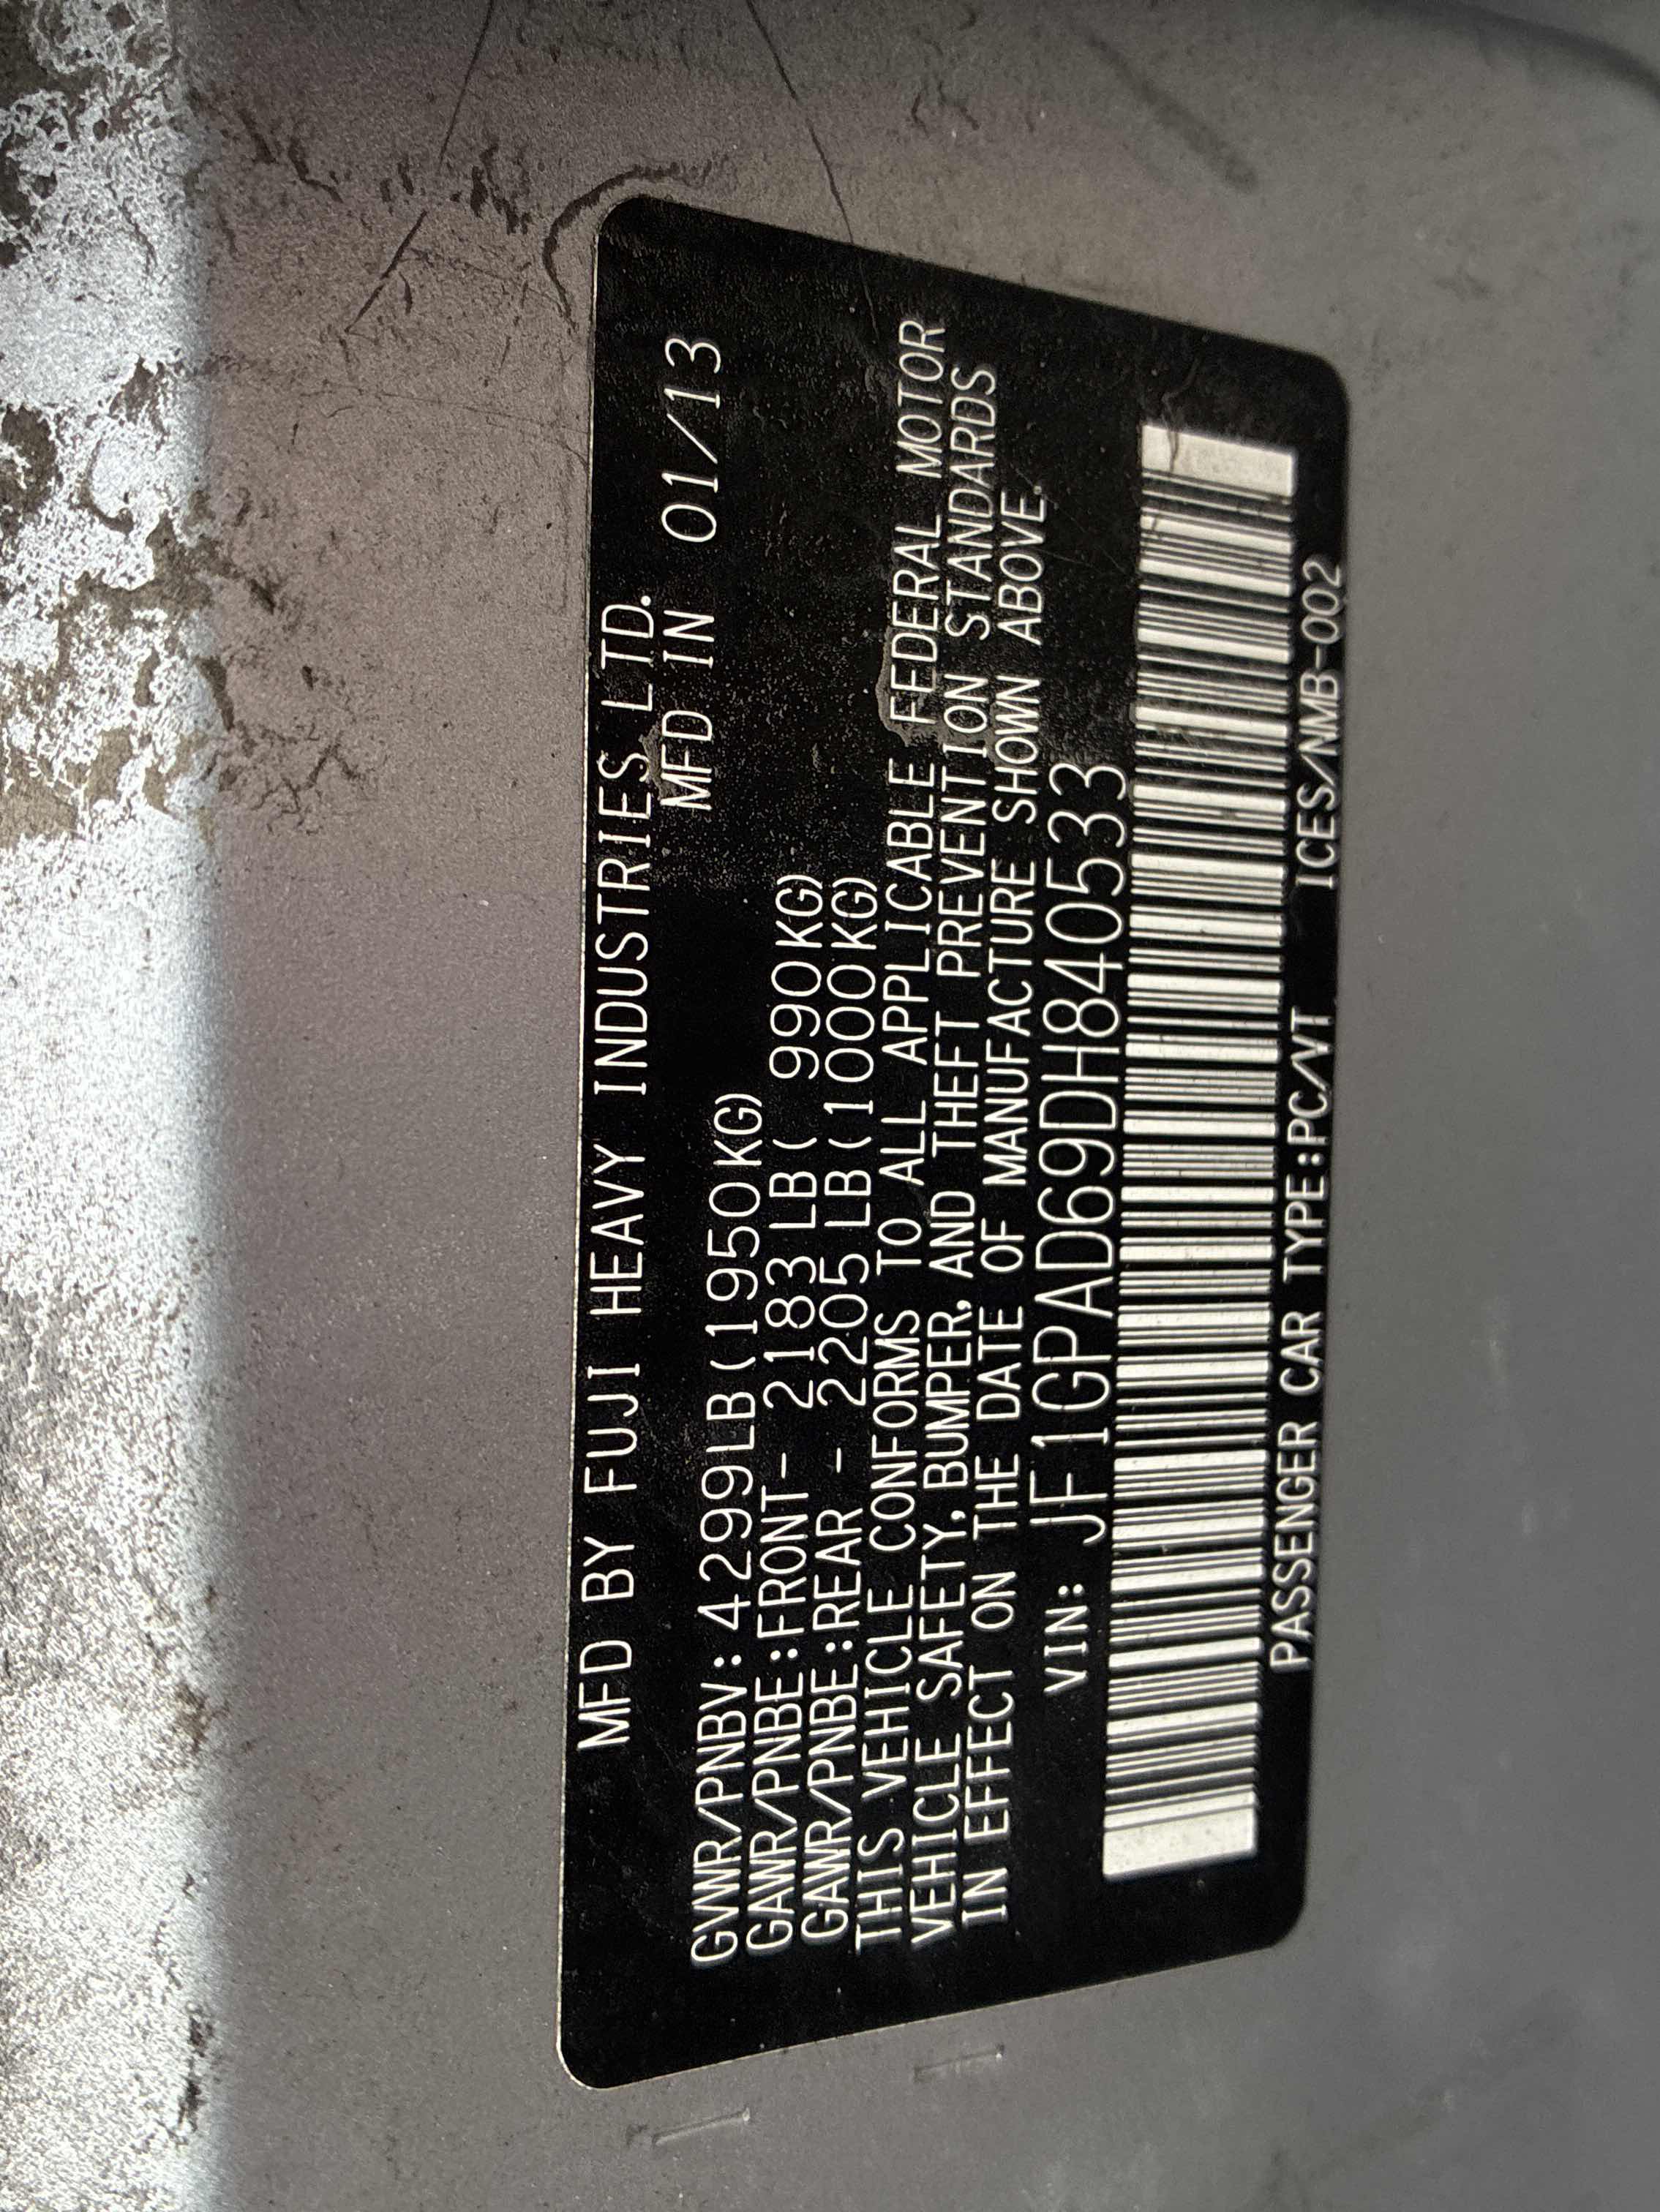 MFD BY FUJI HEAVY INDUSTRIES LTD.
MFD IN 01/13
GVWR/PNBV:4299LB(1950KG)
GAWR/PNBE:FRONT- 2183LB( 990KG)
GAWR/PNBE:REAR - 2205LB(1000KG)
THIS VEHICLE CONFORMS TO ALL APPLICABLE FEDERAL MOTOR
VEHICLE SAFETY,BUMPER,AND THEFT PREVENTION STANDARDS
IN EFFECT ON THE DATE OF MANUFACTURE SHOWN ABOVE.
VIN: JF1GPAD69DH840533
PASSENGER CAR TYPE:PC/VT ICES/NMB-002